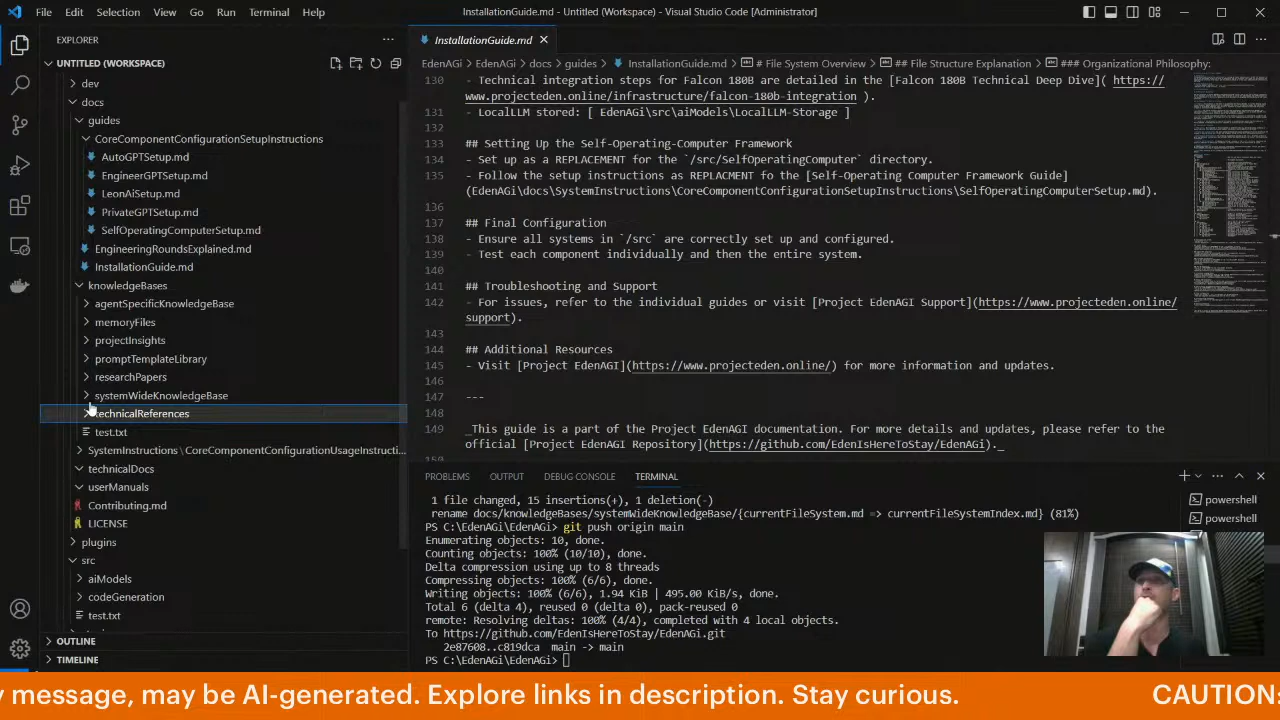 File Edit Selection View Go Run Terminal Help
InstallationGuide.md - Untitled (Workspace) - Visual Studio Code [Administrator]
EXPLORER
UNTITLED (WORKSPACE)
dev
docs
guides
CoreComponentConfigurationSetupInstructions
AutoGPTSetup.md
EngineerGPTSetup.md
LeonAiSetup.md
PrivateGPTSetup.md
SelfOperatingComputerSetup.md
EngineeringRoundsExplained.md
InstallationGuide.md
knowledgeBases
agentSpecificKnowledgeBase
memoryFiles
projectInsights
promptTemplateLibrary
researchPapers
systemWideKnowledgeBase
technicalReferences
test.txt
SystemInstructions \ CoreComponentConfigurationUsageInstructi...
technicalDocs
userManuals
Contributing.md
LICENSE
plugins
src
aiModels
codeGeneration
test.txt
OUTLINE
TIMELINE
InstallationGuide.md
EdenAGi > EdenAGi > docs > guides > InstallationGuide.md > # File System Overview > ## File Structure Explanation > ### Organizational Philosophy:
130 - Technical integration steps for Falcon 180B are detailed in the [Falcon 180B Technical Deep Dive]( https://
www.projecteden.online/infrastructure/falcon-180b-integration ).
131 - LocalLLM stored: [ EdenAGi\src\aiModels\LocalLLM-Storage ]
132
133 ## Setting Up the Self-Operating-Computer Framework
134 - Set up as a REPLACEMENT for the `/src/SelfOperatingComputer` directory.
135 - Follow the setup instructions as REPLACMENT fo the [Self-Operating Computer Framework Guide]
(EdenAGi\docs\SystemInstructions\CoreComponentConfigurationSetupInstructions\SelfOperatingComputerSetup.md).
136
137 ## Final Configuration
138 - Ensure all systems in `/src` are correctly set up and configured.
139 - Test each component individually and then the entire system.
140
141 ## Troubleshooting and Support
142 - For issues, refer to the individual guides or visit [Project EdenAGI Support](https://www.projecteden.online/
support).
143
144 ## Additional Resources
145 - Visit [Project EdenAGI](https://www.projecteden.online/) for more information and updates.
146
147 ---
148
149 _This guide is a part of the Project EdenAGI documentation. For more details and updates, please refer to the
official [Project EdenAGI Repository](https://github.com/EdenIsHereToStay/EdenAGi)._
PROBLEMS OUTPUT DEBUG CONSOLE TERMINAL
1 file changed, 15 insertions(+), 1 deletion(-)
rename docs/knowledgeBases/systemWideKnowledgeBase/{currentFileSystem.md => currentFileSystemIndex.md} (81%)
PS C:\EdenAGi\EdenAGi> git push origin main
Enumerating objects: 10, done.
Counting objects: 100% (10/10), done.
Delta compression using up to 8 threads
Compressing objects: 100% (6/6), done.
Writing objects: 100% (6/6), 1.94 KiB | 495.00 KiB/s, done.
Total 6 (delta 4), reused 0 (delta 0), pack-reused 0
remote: Resolving deltas: 100% (4/4), completed with 4 local objects.
To https://github.com/EdenIsHereToStay/EdenAGi.git
2e87608..c819dca main -> main
PS C:\EdenAGi\EdenAGi>
powershell
powershell
y message, may be AI-generated. Explore links in description. Stay curious. CAUTION: